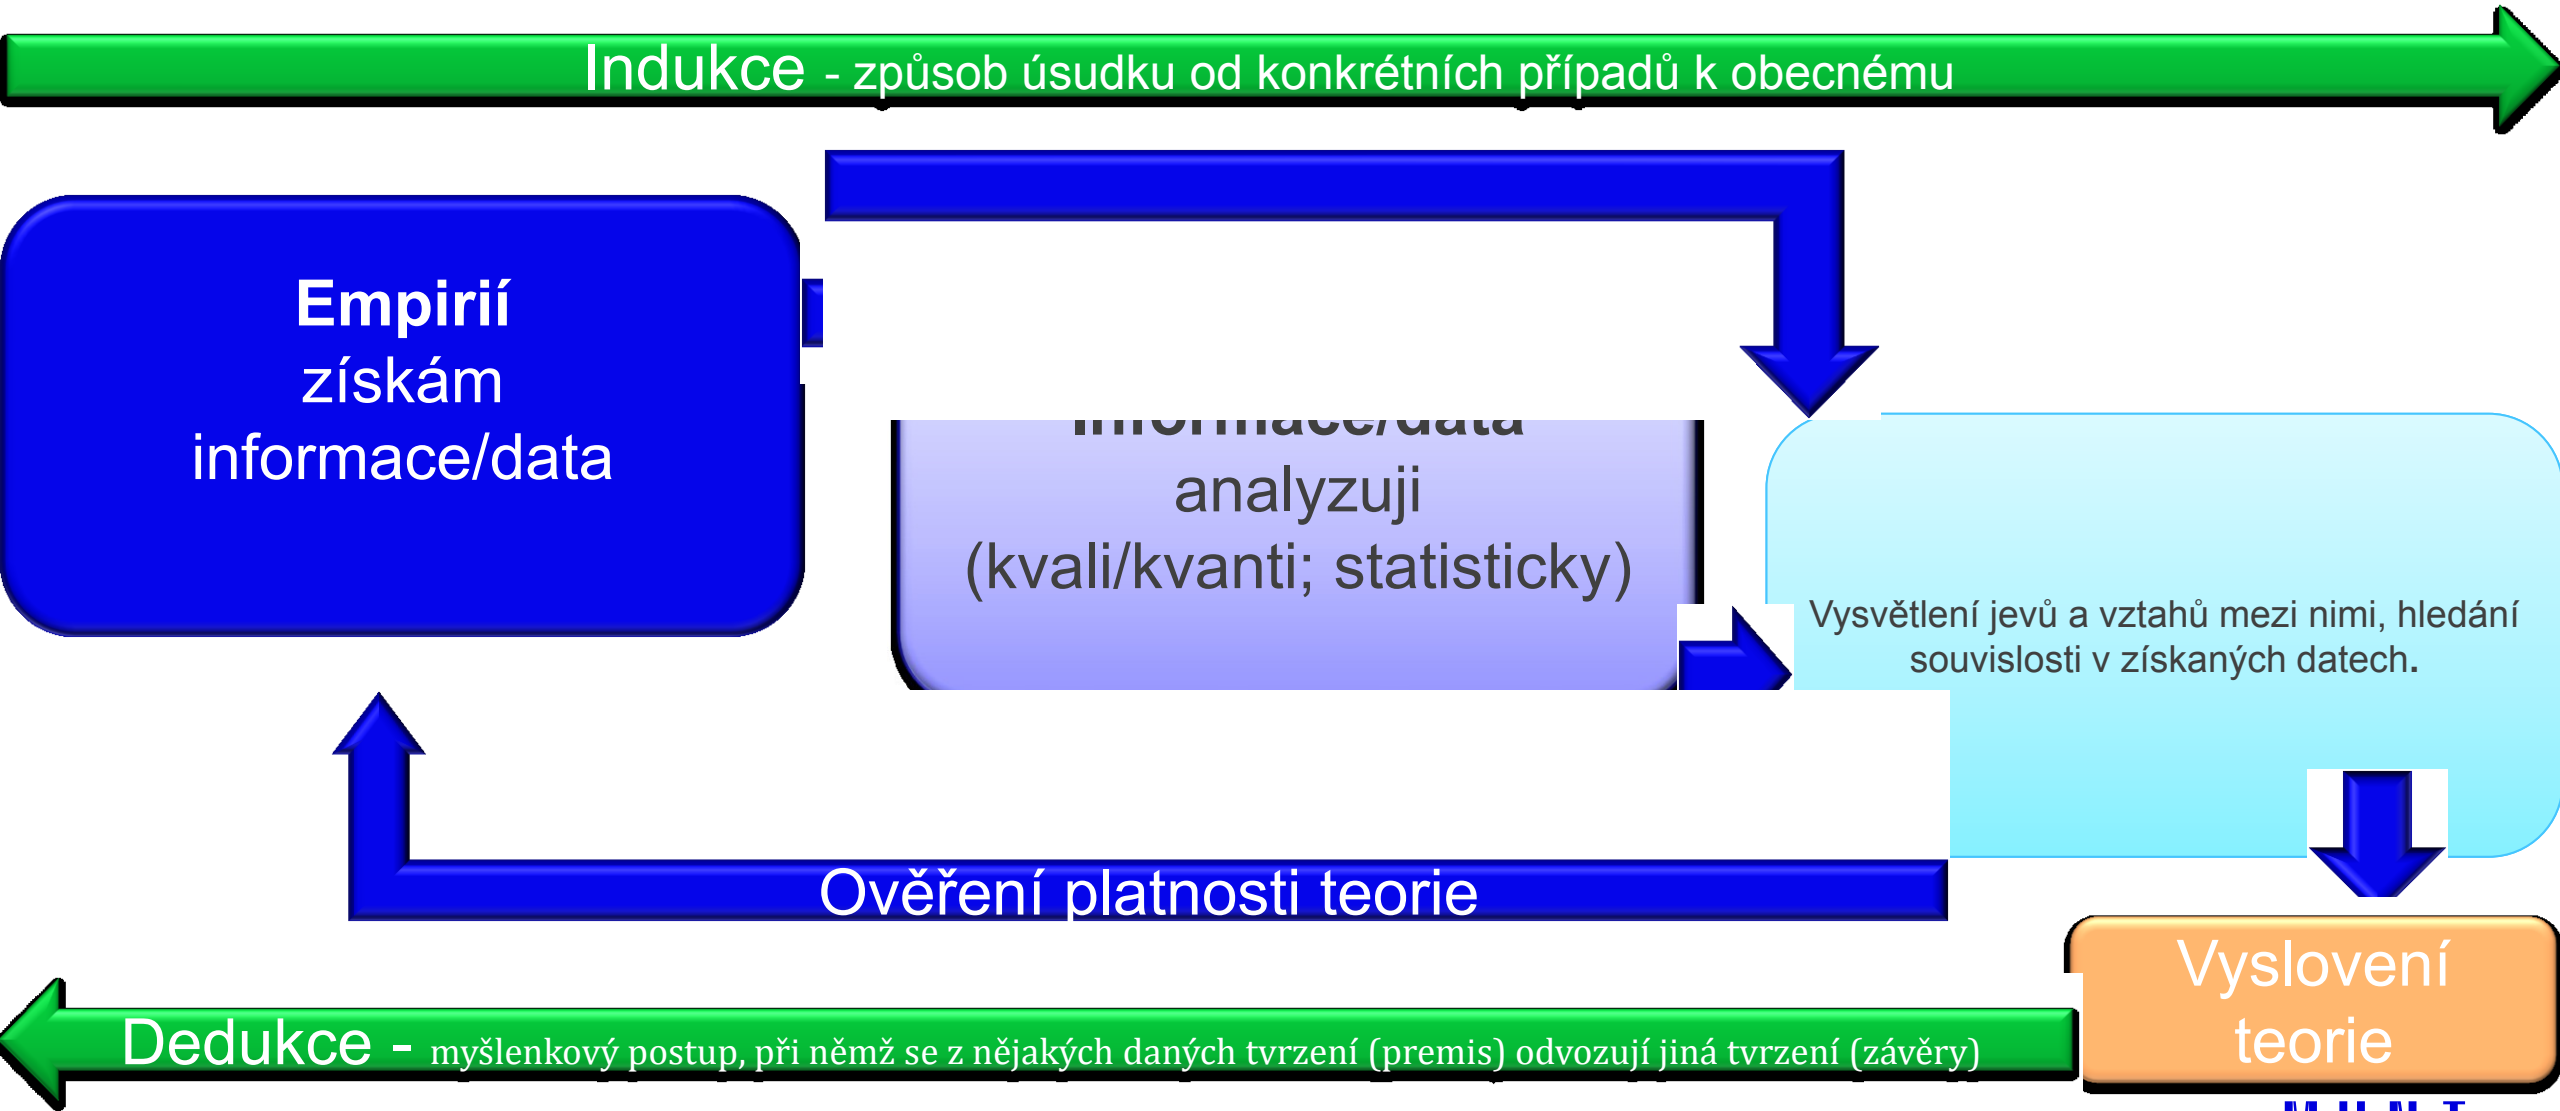 Indukce - způsob úsudku od konkrétních případů k obecnému
Empirií
získám
informace/data
informace/data
analyzuji
(kvali/kvanti; statisticky)
Vysvětlení jevů a vztahů mezi nimi, hledání
souvislosti v získaných datech.
Ověření platnosti teorie
Vyslovení
teorie
Dedukce - myšlenkový postup, při němž se z nějakých daných tvrzení (premis) odvozují jiná tvrzení (závěry)